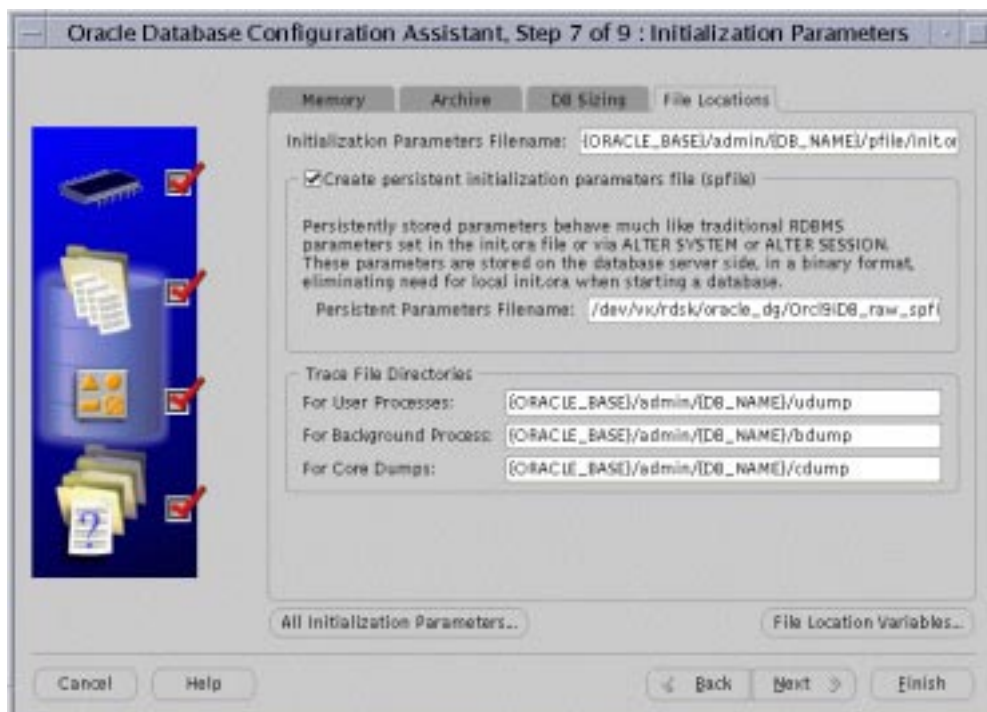 Oracle Database Configuration Assistant, Step 7 of 9 : Initialization Parameters
Memory Archive DB Sizing File Locations
Initialization Parameters Filename: {ORACLE_BASE}/admin/{DB_NAME}/pfile/init.or
Create persistent initialization parameters file (spfile)
Persistently stored parameters behave much like traditional RDBMS
parameters set in the init.ora file or via ALTER SYSTEM or ALTER SESSION.
These parameters are stored on the database server side, in a binary format,
eliminating need for local init.ora when starting a database.
Persistent Parameters Filename: /dev/vx/rdsk/oracle_dg/Orcl9iDB_raw_spfi
Trace File Directories
For User Processes: {ORACLE_BASE}/admin/{DB_NAME}/udump
For Background Process: {ORACLE_BASE}/admin/{DB_NAME}/bdump
For Core Dumps: {ORACLE_BASE}/admin/{DB_NAME}/cdump
?
All Initialization Parameters... File Location Variables...
Cancel Help Back Next Finish